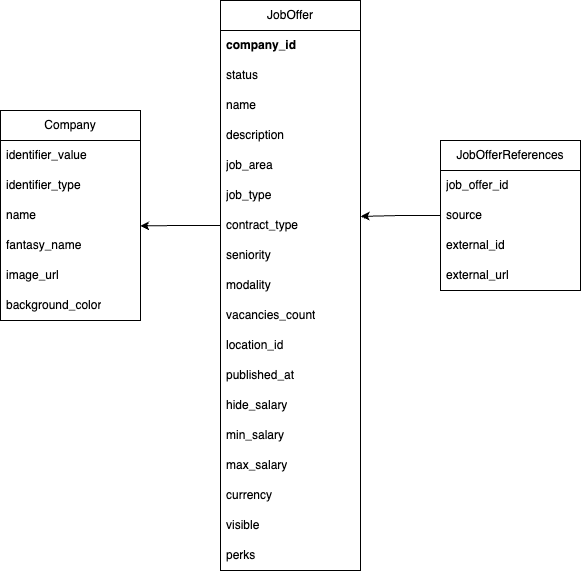 JobOffer
company_id
status
name
description
job_area
job_type
contract_type
seniority
modality
vacancies_count
location_id
published_at
hide_salary
min_salary
max_salary
currency
visible
perks
Company
identifier_value
identifier_type
name
fantasy_name
image_url
background_color
JobOfferReferences
job_offer_id
source
external_id
external_url